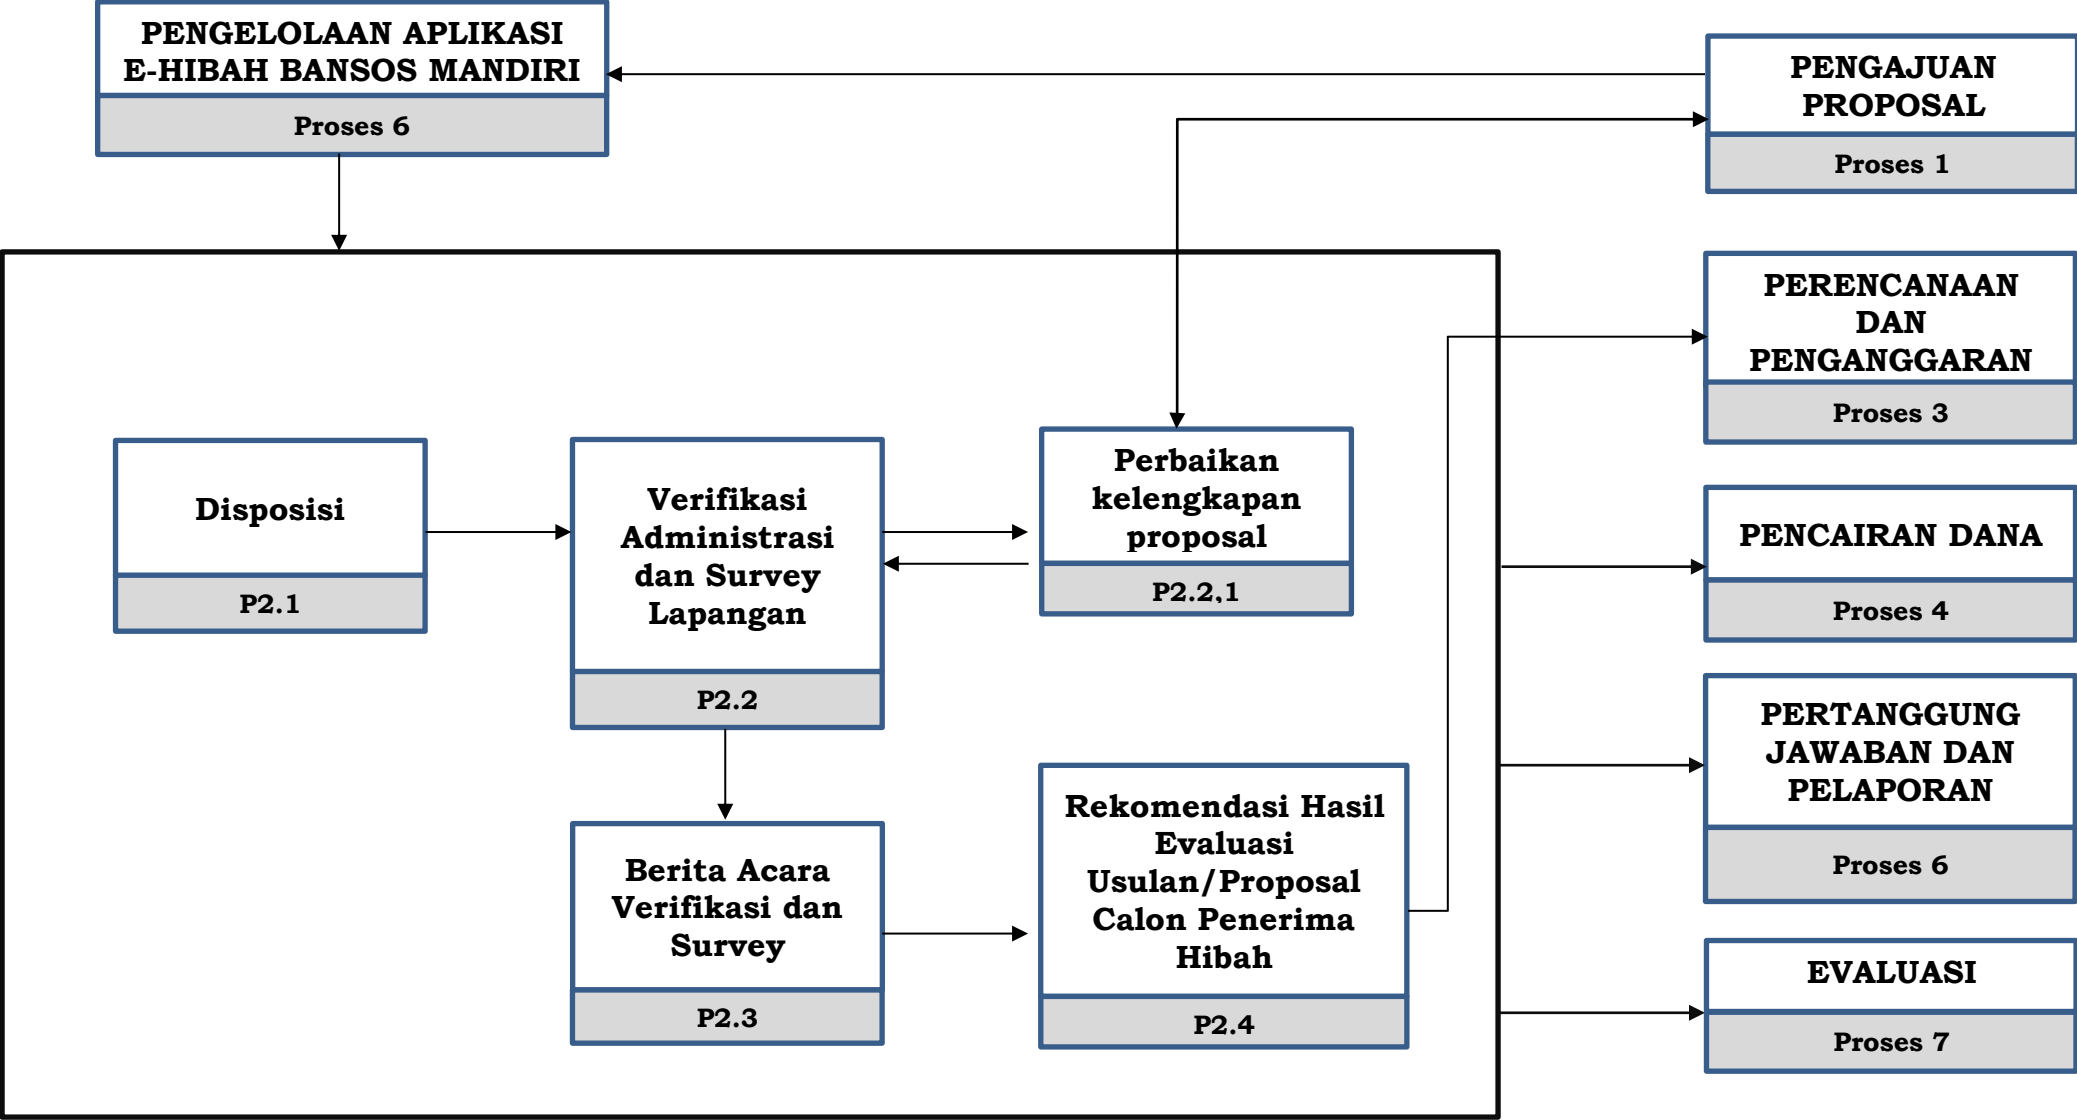 PENGELOLAAN APLIKASI
E-HIBAH BANSOS MANDIRI
Proses 6
PENGAJUAN
PROPOSAL
Proses 1
PERENCANAAN
DAN
PENGANGGARAN
Proses 3
Disposisi
P2.1
Verifikasi
Administrasi
dan Survey
Lapangan
P2.2
Perbaikan
kelengkapan
proposal
P2.2,1
PENCAIRAN DANA
Proses 4
PERTANGGUNG
JAWABAN DAN
PELAPORAN
Proses 6
Berita Acara
Verifikasi dan
Survey
P2.3
Rekomendasi Hasil
Evaluasi
Usulan/Proposal
Calon Penerima
Hibah
P2.4
EVALUASI
Proses 7